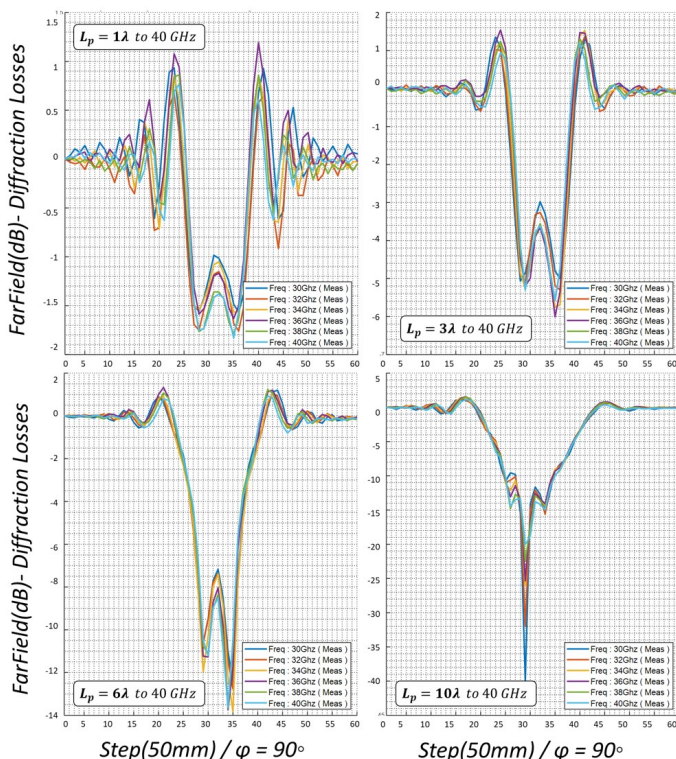 FarField(dB)- Diffraction Losses
1.5
1
0.5
0
-0.5
-1
-1.5
-2
L_p = 1λ to 40 GHz
Freq : 30Ghz ( Meas )
Freq : 32Ghz ( Meas )
Freq : 34Ghz ( Meas )
Freq : 36Ghz ( Meas )
Freq : 38Ghz ( Meas )
Freq : 40Ghz ( Meas )
0 5 10 15 20 25 30 35 40 45 50 55 60
3
2
1
0
-1
-2
-3
-4
-5
-6
-7
L_p = 3λ to 40 GHz
Freq : 30Ghz ( Meas )
Freq : 32Ghz ( Meas )
Freq : 34Ghz ( Meas )
Freq : 36Ghz ( Meas )
Freq : 38Ghz ( Meas )
Freq : 40Ghz ( Meas )
0 5 10 15 20 25 30 35 40 45 50 55 60
FarField(dB)- Diffraction Losses
2
0
-2
-4
-6
-8
-10
-12
-14
L_p = 6λ to 40 GHz
Freq : 30Ghz ( Meas )
Freq : 32Ghz ( Meas )
Freq : 34Ghz ( Meas )
Freq : 36Ghz ( Meas )
Freq : 38Ghz ( Meas )
Freq : 40Ghz ( Meas )
0 5 10 15 20 25 30 35 40 45 50 55 60
Step(50mm) / φ = 90°
10
5
0
-5
-10
-15
-20
-25
-30
-35
-40
L_p = 10λ to 40 GHz
Freq : 30Ghz ( Meas )
Freq : 32Ghz ( Meas )
Freq : 34Ghz ( Meas )
Freq : 36Ghz ( Meas )
Freq : 38Ghz ( Meas )
Freq : 40Ghz ( Meas )
0 5 10 15 20 25 30 35 40 45 50 55 60
Step(50mm) / φ = 90°